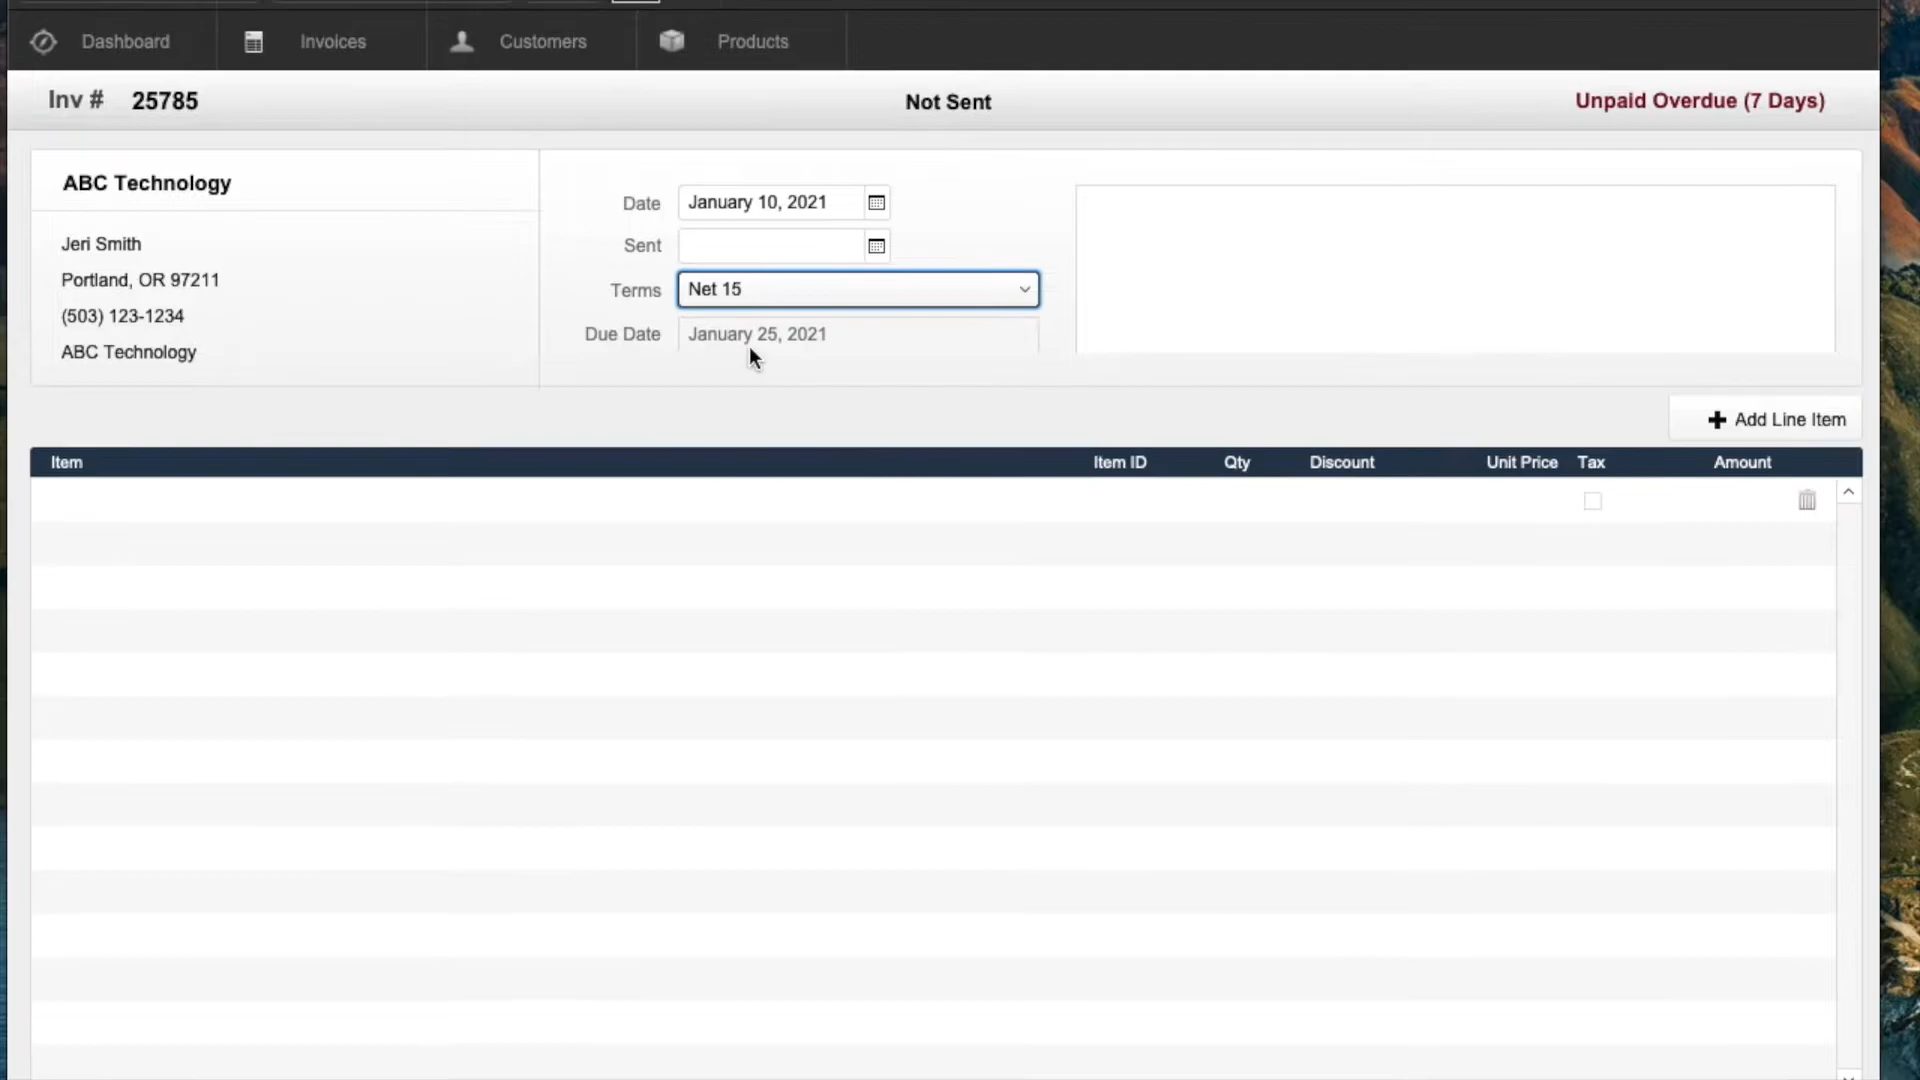 Dashboard Invoices Customers Products
Inv # 25785 Not Sent Unpaid Overdue (7 Days)
ABC Technology
Jeri Smith
Portland, OR 97211
(503) 123-1234
ABC Technology
Date January 10, 2021
Sent
Terms Net 15
Due Date January 25, 2021
Add Line Item
Item Item ID Qty Discount Unit Price Tax Amount